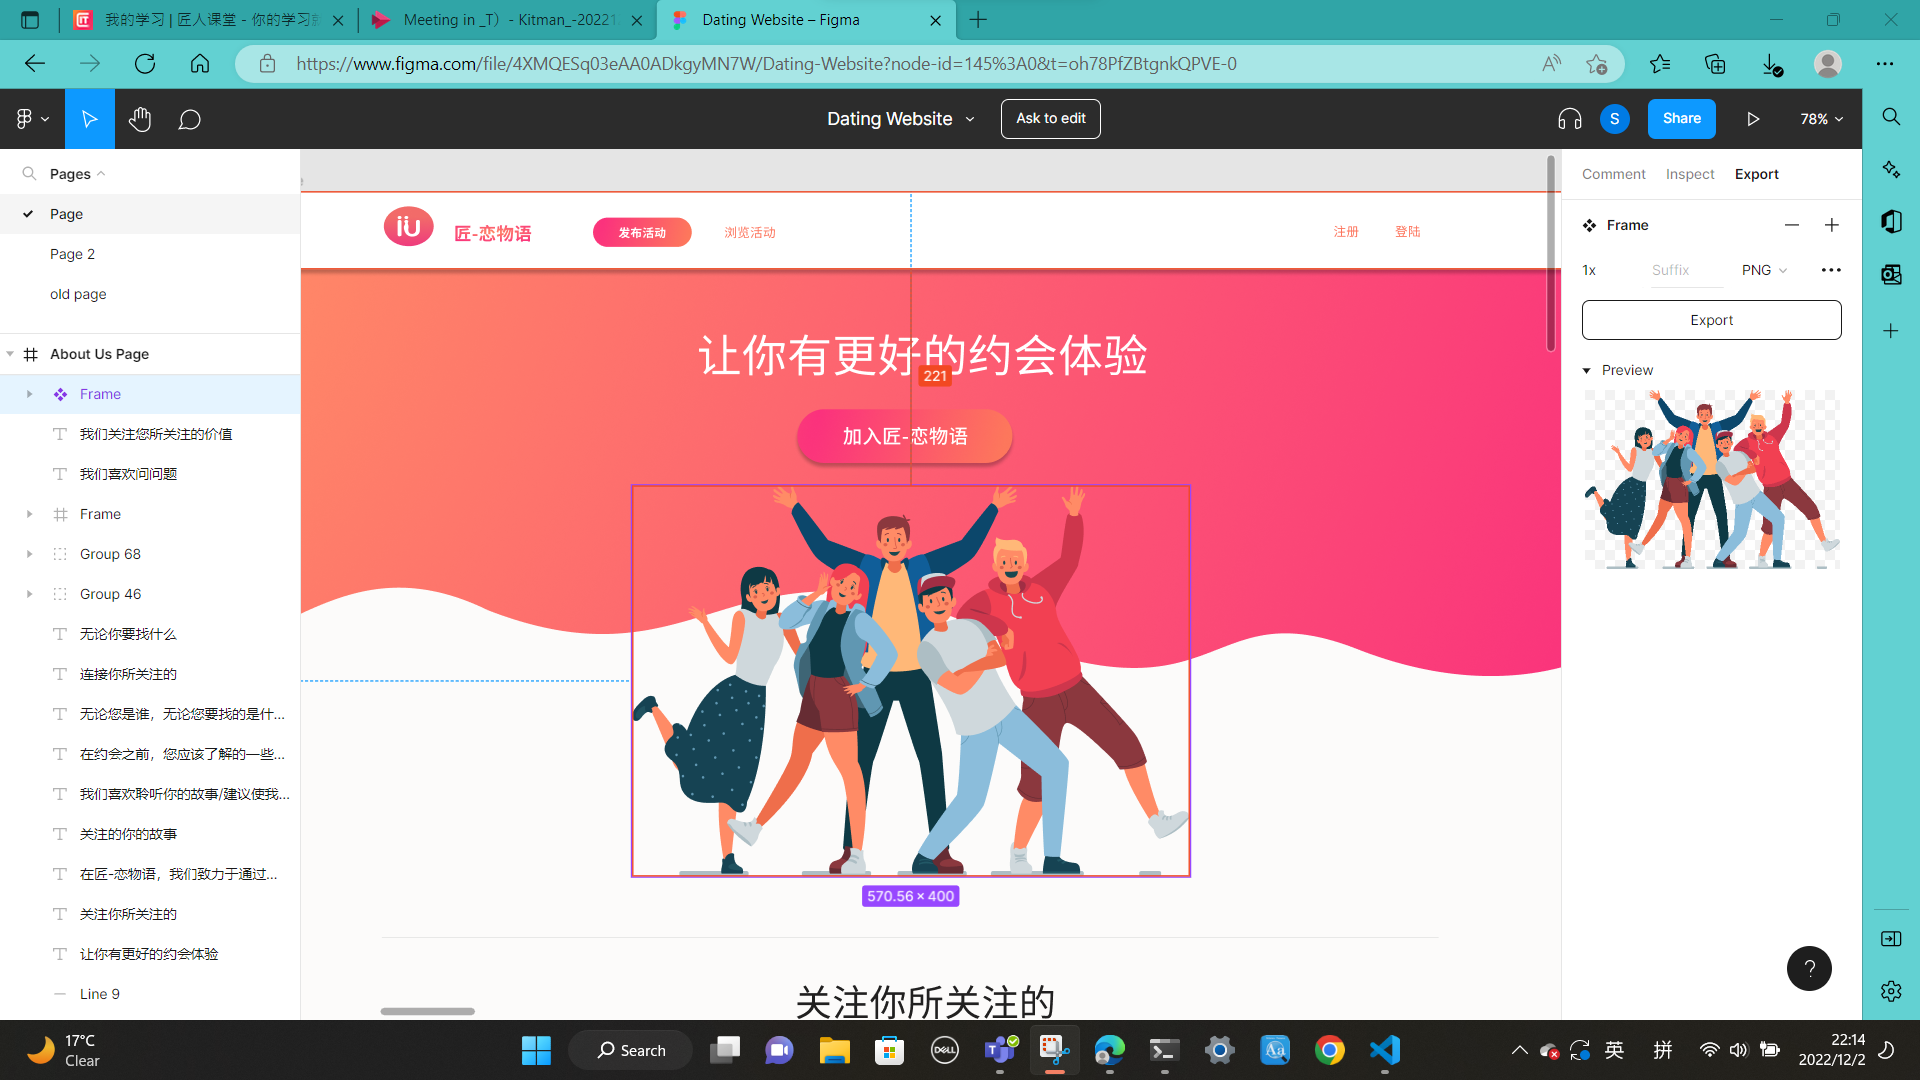 我的学习 | 匠人课堂 - 你的学习
Meeting in _T）- Kitman_-20221
Dating Website – Figma
https://www.figma.com/file/4XMQESq03eAA0ADkgyMN7W/Dating-Website?node-id=145%3A0&t=oh78PfZBtgnkQPVE-0
Dating Website
Ask to edit
S
Share
78%
Pages
Page
Page 2
old page
About Us Page
Frame
我们关注您所关注的价值
我们喜欢问问题
Frame
Group 68
Group 46
无论你要找什么
连接你所关注的
无论您是谁，无论您要找的是什...
在约会之前，您应该了解的一些...
我们喜欢聆听你的故事/建议使我...
关注的你的故事
在匠-恋物语，我们致力于通过...
关注你所关注的
让你有更好的约会体验
Line 9
iU
匠-恋物语
发布活动
浏览活动
注册
登陆
让你有更好的约会体验
221
加入匠-恋物语
570.56 × 400
关注你所关注的
Comment
Inspect
Export
Frame
1x
Suffix
PNG
Export
Preview
?
17°C
Clear
Search
DELL
英
拼
22:14
2022/12/2